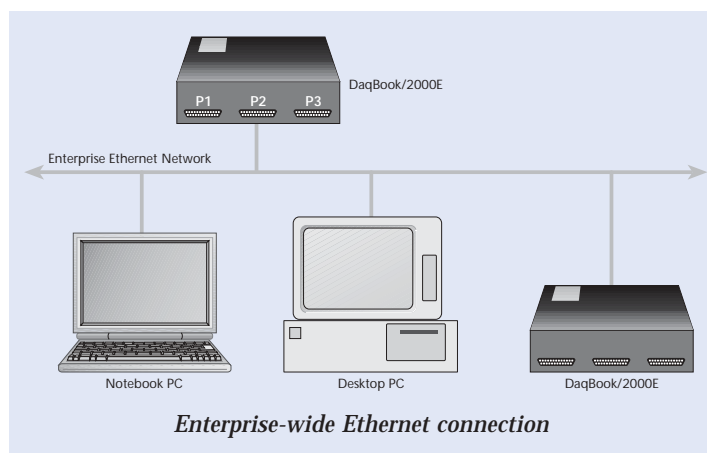 DaqBook/2000E
P1 P2 P3
Enterprise Ethernet Network
Notebook PC
Desktop PC
DaqBook/2000E
Enterprise-wide Ethernet connection